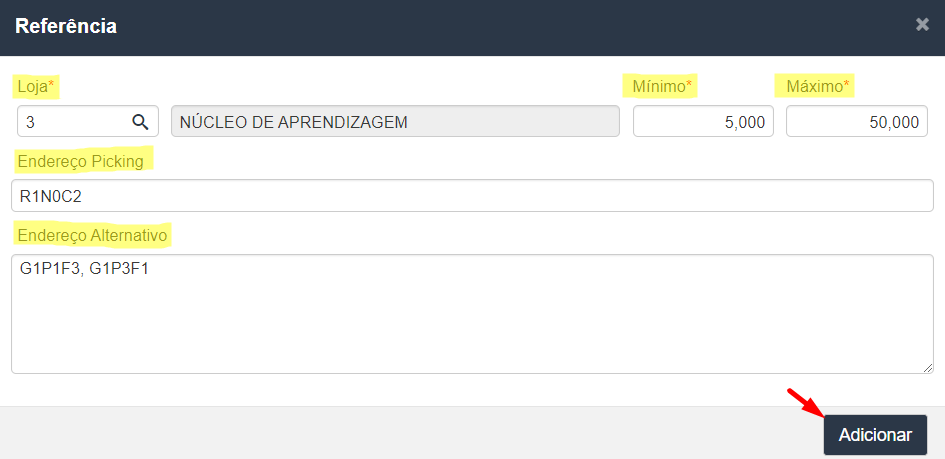 Referência ×
Loja* Mínimo* Máximo*
3 NÚCLEO DE APRENDIZAGEM 5,000 50,000
Endereço Picking
R1N0C2
Endereço Alternativo
G1P1F3, G1P3F1
Adicionar